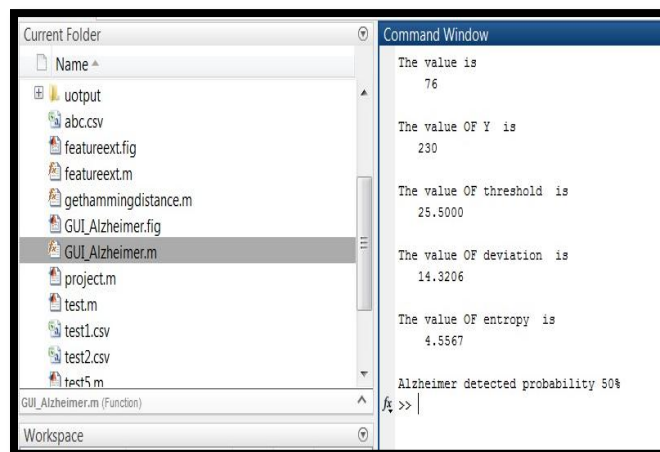 Current Folder
Name
uotput
abc.csv
featureext.fig
featureext.m
gethammingdistance.m
GUI_Alzheimer.fig
GUI_Alzheimer.m
project.m
test.m
test1.csv
test2.csv
test5.m
GUI_Alzheimer.m (Function)
Workspace
Command Window
The value is
76
The value OF Y is
230
The value OF threshold is
25.5000
The value OF deviation is
14.3206
The value OF entropy is
4.5567
Alzheimer detected probability 50%
fx >>